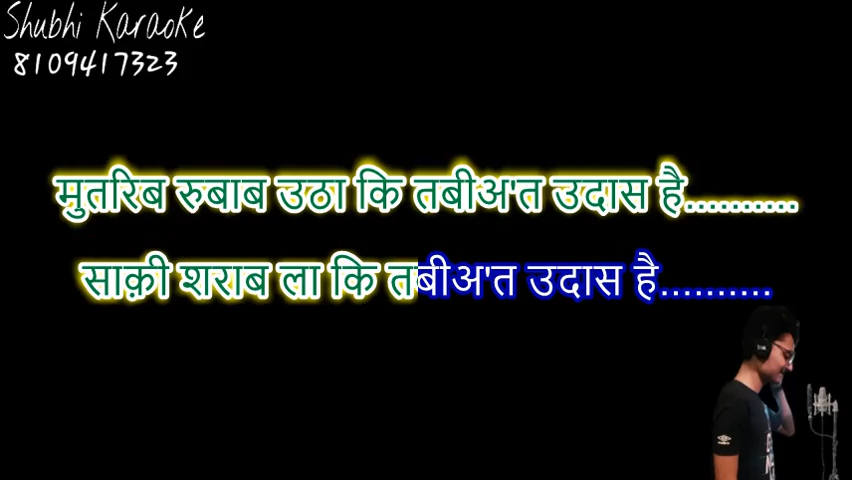 Shubhi Karaoke
8109417323
मुतरिब रुबाब उठा कि तबीअ'त उदास है..........
साक़ी शराब ला कि तबीअ'त उदास है..........